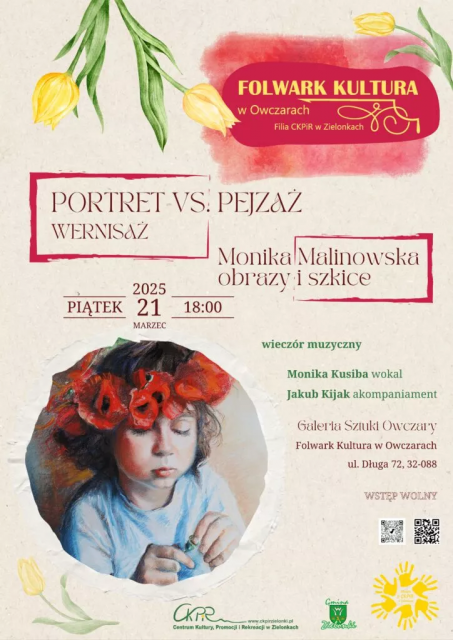 FOLWARK KULTURA
w Owczarach
Filia CKPiR w Zielonkach
PORTRET VS. PEJZAŻ
WERNISAŻ
Monika Malinowska
obrazy i szkice
2025
PIĄTEK 21 18:00
MARZEC
wieczór muzyczny
Monika Kusiba wokal
Jakub Kijak akompaniament
Galeria Sztuki Owczary
Folwark Kultura w Owczarach
ul. Długa 72, 32-088
WSTĘP WOLNY
CKPiR
www.ckpizielonki.pl
Centrum Kultury, Promocji i Rekreacji w Zielonkach
Gmina
Zielonki